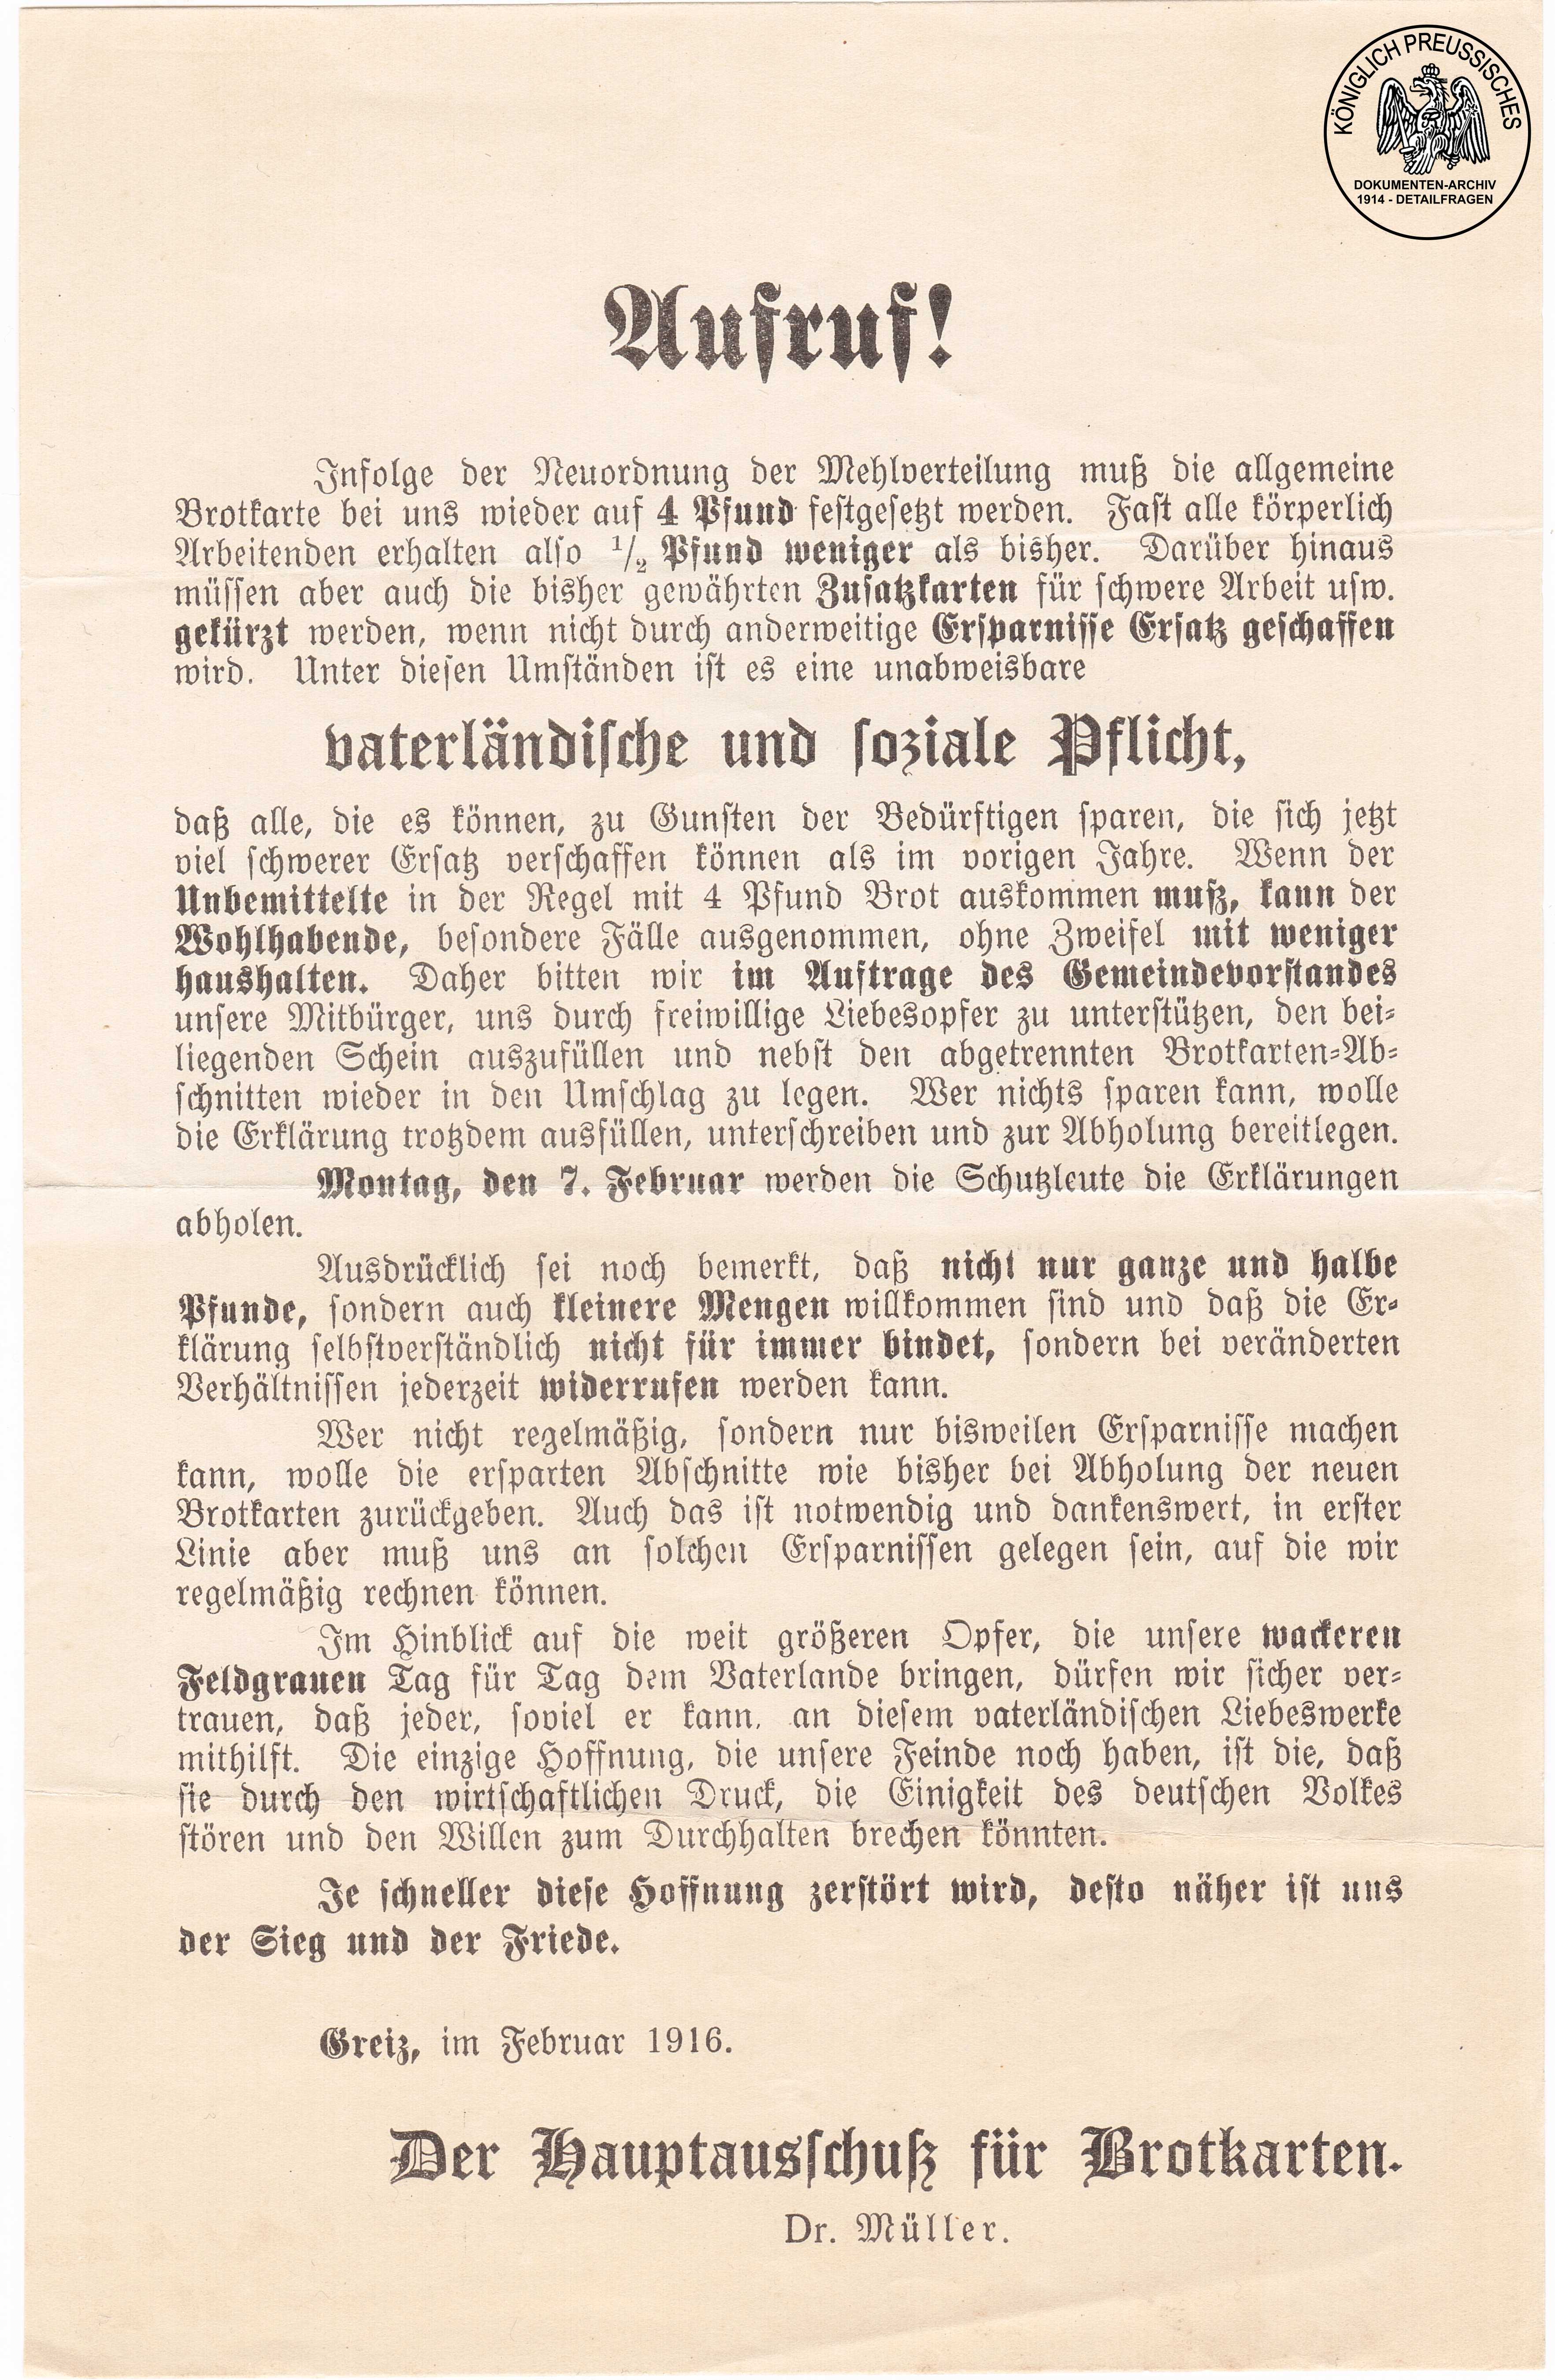 KÖNIGLICH PREUSSISCHES
DOKUMENTEN-ARCHIV
1914 - DETAILFRAGEN
Aufruf!
Infolge der Neuordnung der Mehlverteilung muß die allgemeine
Brotkarte bei uns wieder auf 4 Pfund festgesetzt werden. Fast alle körperlich
Arbeitenden erhalten also 1/2 Pfund weniger als bisher. Darüber hinaus
müssen aber auch die bisher gewährten Zusatzkarten für schwere Arbeit usw.
gekürzt werden, wenn nicht durch anderweitige Ersparnisse Ersatz geschaffen
wird. Unter diesen Umständen ist es eine unabweisbare
vaterländische und soziale Pflicht,
daß alle, die es können, zu Gunsten der Bedürftigen sparen, die sich jetzt
viel schwerer Ersatz verschaffen können als im vorigen Jahre. Wenn der
Unbemittelte in der Regel mit 4 Pfund Brot auskommen muß, kann der
Wohlhabende, besondere Fälle ausgenommen, ohne Zweifel mit weniger
haushalten. Daher bitten wir im Auftrage des Gemeindevorstandes
unsere Mitbürger, uns durch freiwillige Liebesopfer zu unterstützen, den bei-
liegenden Schein auszufüllen und nebst den abgetrennten Brotkarten-Ab-
schnitten wieder in den Umschlag zu legen. Wer nichts sparen kann, wolle
die Erklärung trotzdem ausfüllen, unterschreiben und zur Abholung bereitlegen.
Montag, den 7. Februar werden die Schutzleute die Erklärungen
abholen.
Ausdrücklich sei noch bemerkt, daß nicht nur ganze und halbe
Pfunde, sondern auch kleinere Mengen willkommen sind und daß die Er-
klärung selbstverständlich nicht für immer bindet, sondern bei veränderten
Verhältnissen jederzeit widerrufen werden kann.
Wer nicht regelmäßig, sondern nur bisweilen Ersparnisse machen
kann, wolle die ersparten Abschnitte wie bisher bei Abholung der neuen
Brotkarten zurückgeben. Auch das ist notwendig und dankenswert, in erster
Linie aber muß uns an solchen Ersparnissen gelegen sein, auf die wir
regelmäßig rechnen können.
Im Hinblick auf die weit größeren Opfer, die unsere wackeren
Feldgrauen Tag für Tag dem Vaterlande bringen, dürfen wir sicher ver-
trauen, daß jeder, soviel er kann, an diesem vaterländischen Liebeswerke
mithilft. Die einzige Hoffnung, die unsere Feinde noch haben, ist die, daß
sie durch den wirtschaftlichen Druck, die Einigkeit des deutschen Volkes
stören und den Willen zum Durchhalten brechen könnten.
Je schneller diese Hoffnung zerstört wird, desto näher ist uns
der Sieg und der Friede.
Greiz, im Februar 1916.
Der Hauptausschuß für Brotkarten.
Dr. Müller.